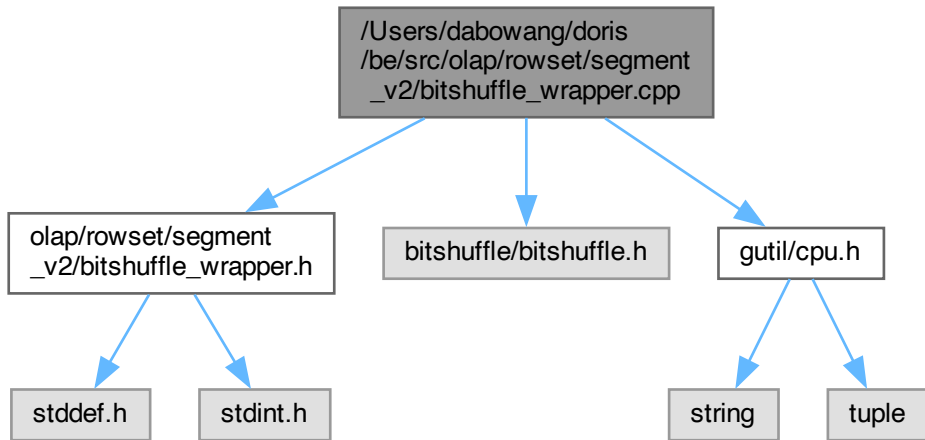 /Users/dabowang/doris
/be/src/olap/rowset/segment
_v2/bitshuffle_wrapper.cpp
olap/rowset/segment
_v2/bitshuffle_wrapper.h
bitshuffle/bitshuffle.h
gutil/cpu.h
stddef.h
stdint.h
string
tuple